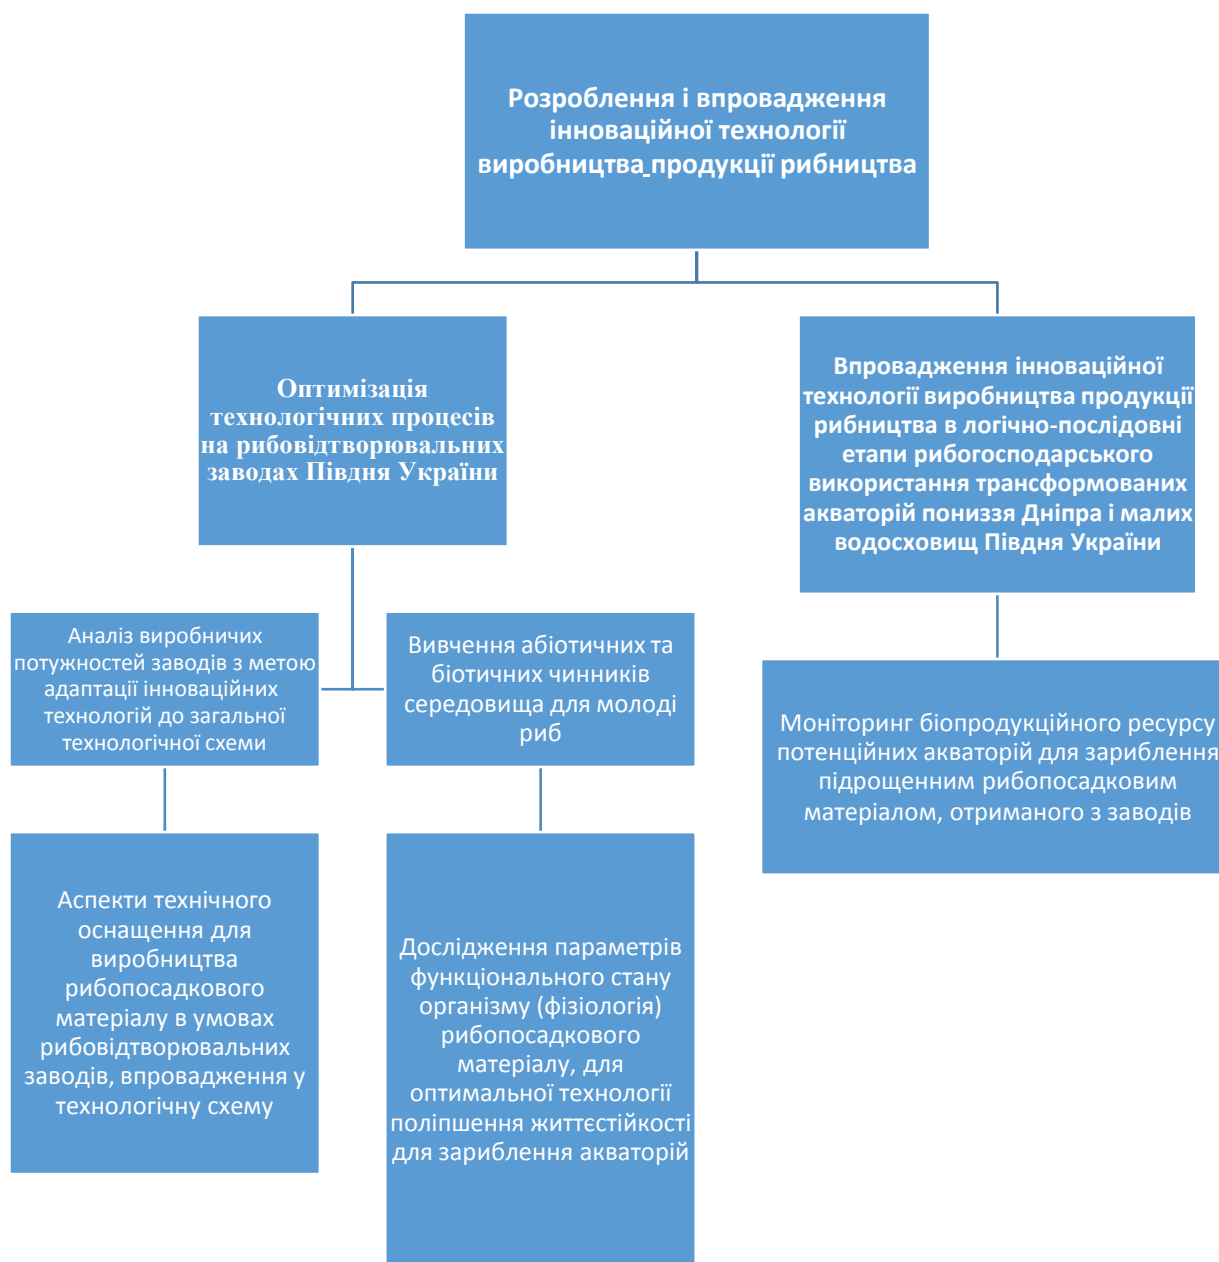 Розроблення і впровадження
інноваційної технології
виробництва продукції рибництва
Оптимізація
технологічних процесів
на рибовідтворювальних
заводах Півдня України
Впровадження інноваційної
технології виробництва продукції
рибництва в логічно-послідовні
етапи рибогосподарського
використання трансформованих
акваторій пониззя Дніпра і малих
водосховищ Півдня України
Аналіз виробничих
потужностей заводів з метою
адаптації інноваційних
технологій до загальної
технологічної схеми
Вивчення абіотичних та
біотичних чинників
середовища для молоді
риб
Моніторинг біопродукційного ресурсу
потенційних акваторій для зариблення
підрощенним рибопосадковим
матеріалом, отриманого з заводів
Аспекти технічного
оснащення для
виробництва
рибопосадкового
матеріалу в умовах
рибовідтворювальних
заводів, впровадження у
технологічну схему
Дослідження параметрів
функціонального стану
організму (фізіологія)
рибопосадкового
матеріалу, для
оптимальної технології
поліпшення життєстійкості
для зариблення акваторій